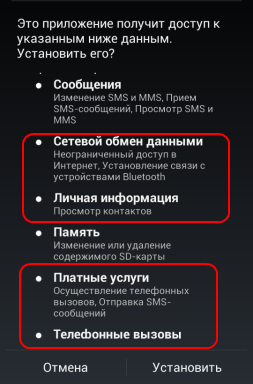 Это приложение получит доступ к
указанным ниже данным.
Установить его?
Сообщения
Изменение SMS и MMS, Прием
SMS-сообщений, Просмотр SMS и
MMS
Сетевой обмен данными
Неограниченный доступ в
Интернет, Установление связи с
устройствами Bluetooth
Личная информация
Просмотр контактов
Память
Изменение или удаление
содержимого SD-карты
Платные услуги
Осуществление телефонных
вызовов, Отправка SMS-
сообщений
Телефонные вызовы
Отмена
Установить